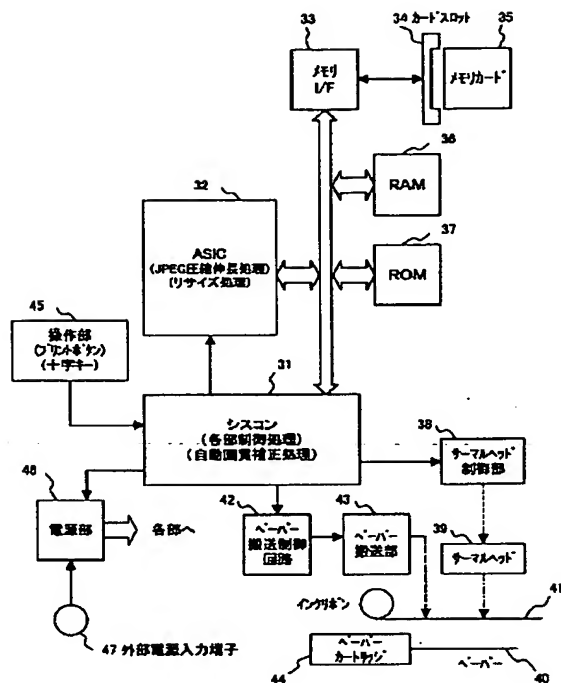 33
34 カードスロット 35
メモリ
I/F
メモリカード
36
RAM
32
37
ROM
ASIC
(JPEG圧縮伸長処理)
(リサイズ処理)
45
操作部
(プリントボタン)
(十字キー)
31
シスコン
(各部制御処理)
(自動画質補正処理)
38
サーマルヘッド
制御部
46
電源部
各部へ
42
ペーパー
搬送制御
回路
43
ペーパー
搬送部
39
サーマルヘッド
インクリボン
41
47 外部電源入力端子
ペーパー
カートリッジ
44
ペーパー
40